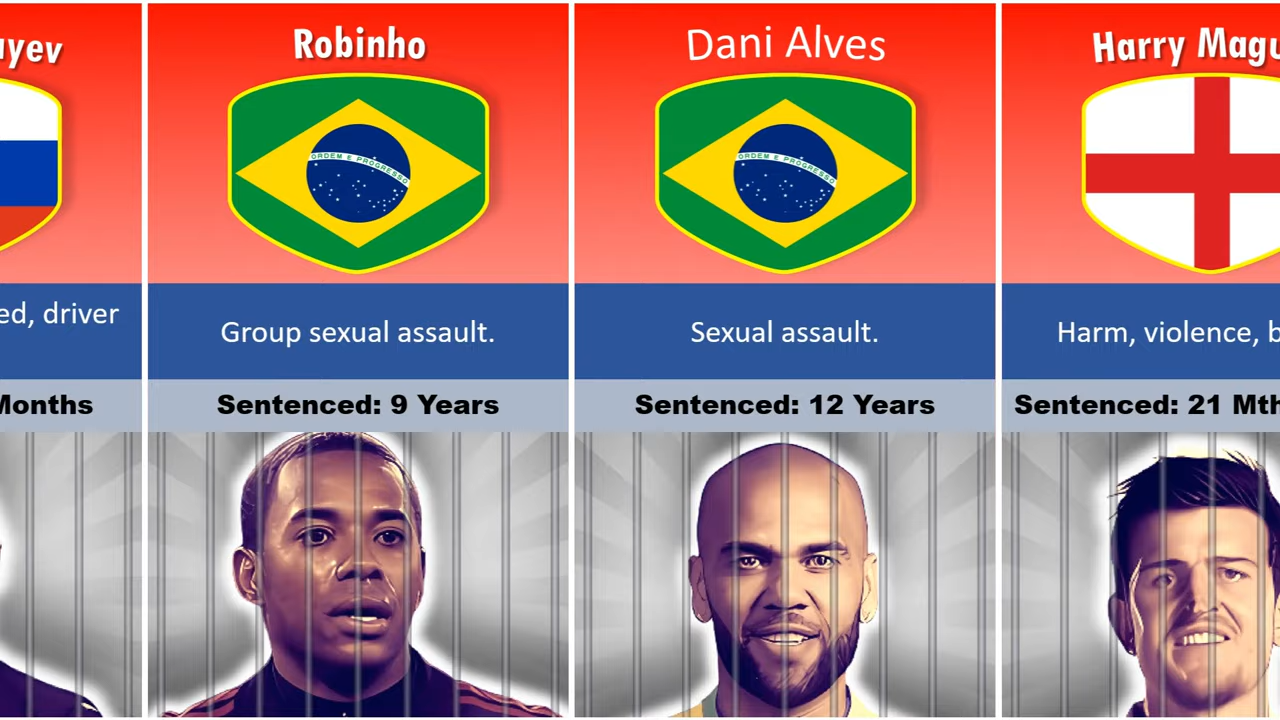 ayev
ed, driver
Months
Robinho
ORDEM E PROGRESSO
Group sexual assault.
Sentenced: 9 Years
Dani Alves
ORDEM E PROGRESSO
Sexual assault.
Sentenced: 12 Years
Harry Magu
Harm, violence, b
Sentenced: 21 Mth